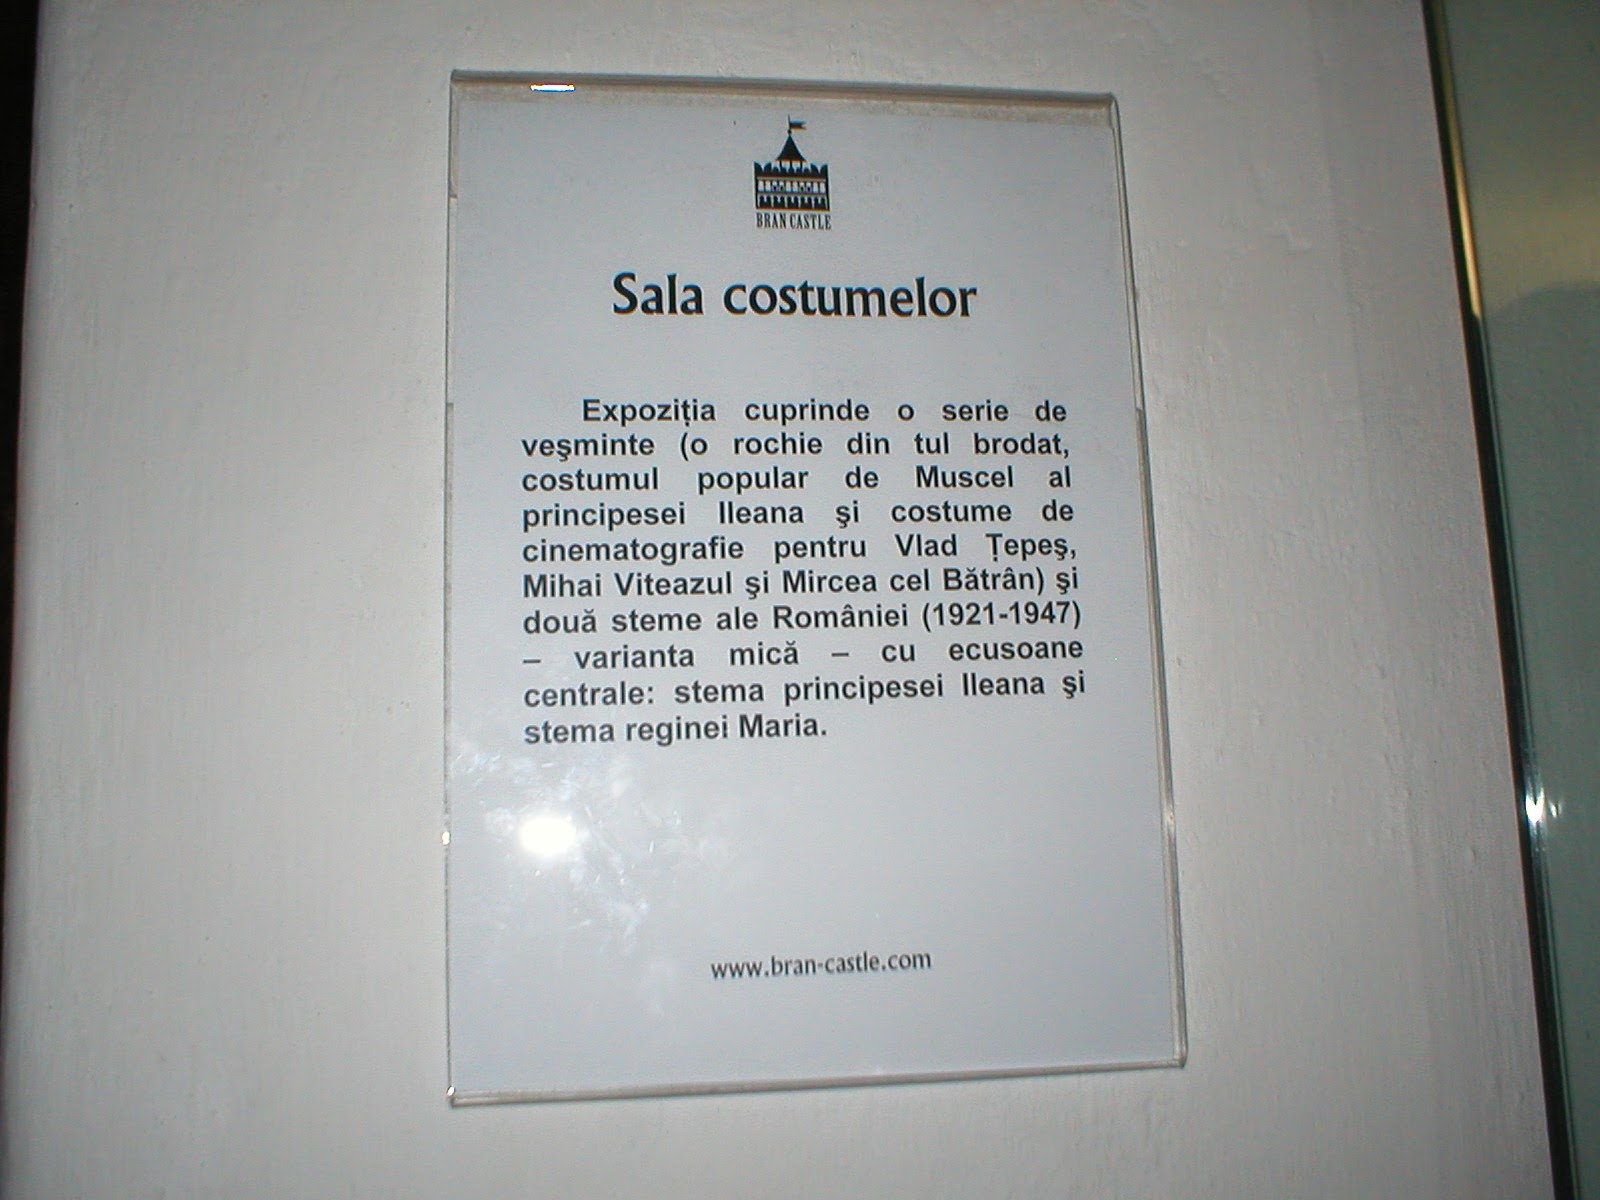 BRAN CASTLE
Sala costumelor
Expoziţia cuprinde o serie de
veşminte (o rochie din tul brodat,
costumul popular de Muscel al
principesei Ileana şi costume de
cinematografie pentru Vlad Ţepeş,
Mihai Viteazul şi Mircea cel Bătrân) şi
două steme ale României (1921-1947)
– varianta mică – cu ecusoane
centrale: stema principesei Ileana şi
stema reginei Maria.
www.bran-castle.com